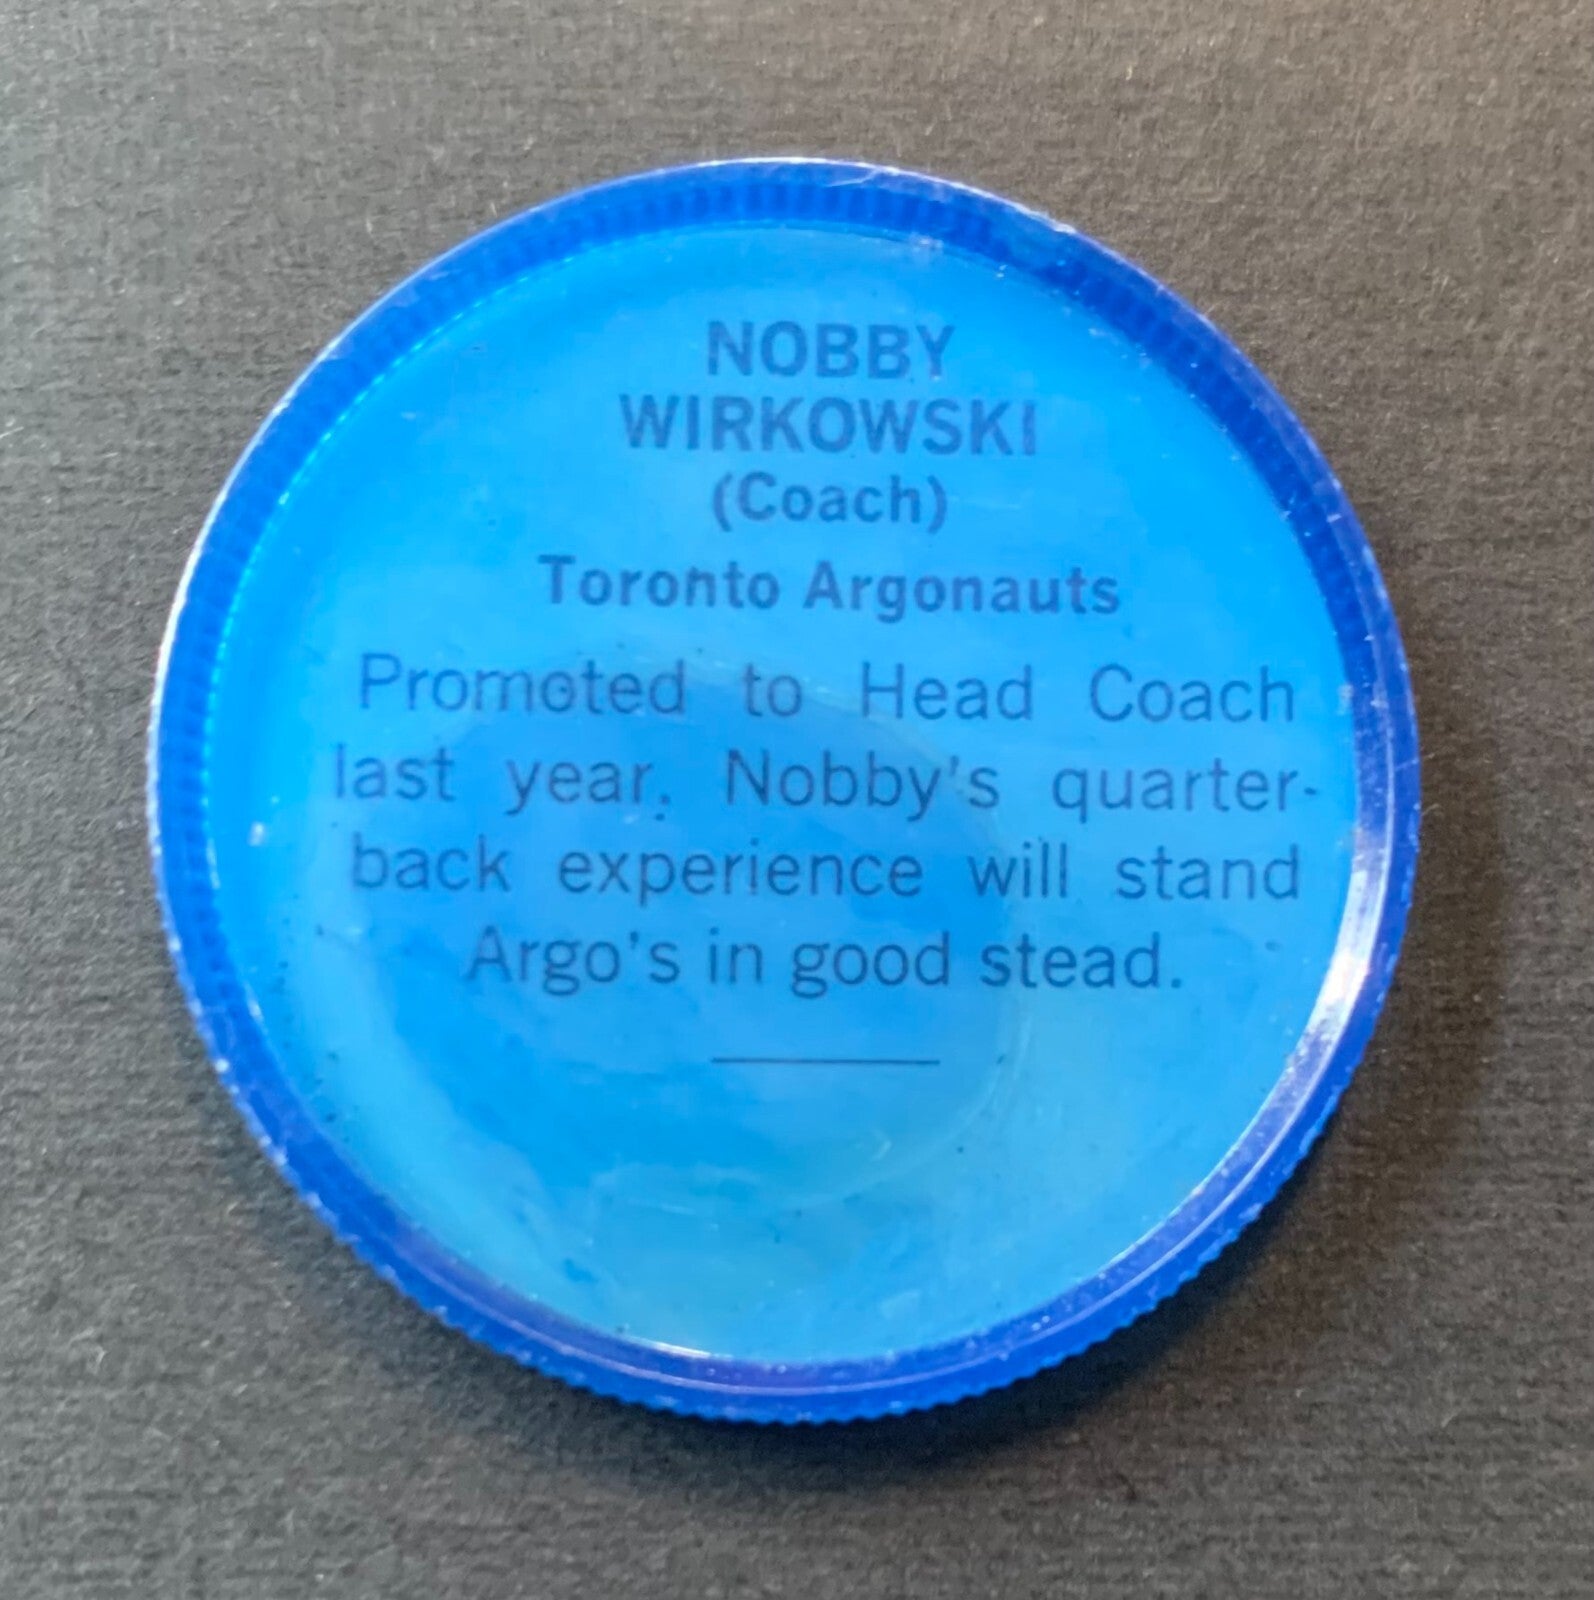 NOBBY
WIRKOWSKI
(Coach)
Toronto Argonauts
Promoted to Head Coach
last year. Nobby's quarter-
back experience will stand
Argo's in good stead.